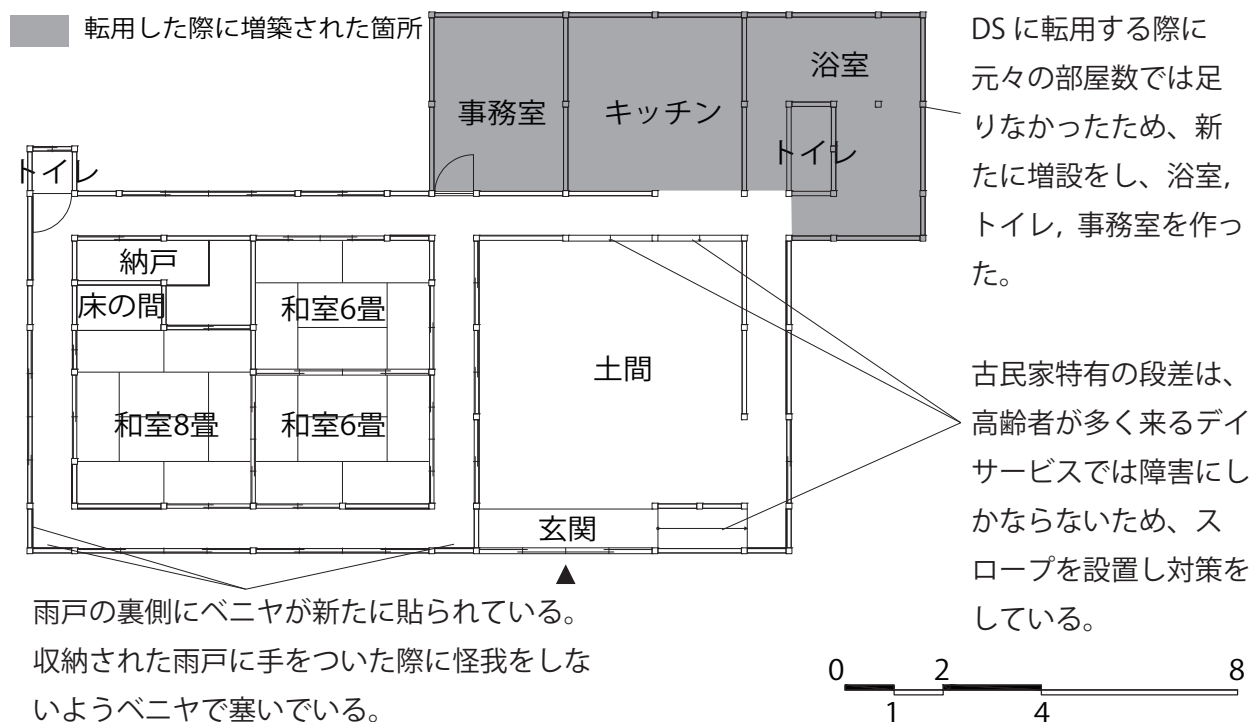 転用した際に増築された箇所
事務室
キッチン
浴室
トイレ
トイレ
納戸
床の間
和室6畳
和室8畳
和室6畳
土間
玄関
DS に転用する際に
元々の部屋数では足
りなかったため、新
たに増設をし、浴室,
トイレ, 事務室を作っ
た。
古民家特有の段差は、
高齢者が多く来るデイ
サービスでは障害にし
かならないため、ス
ロープを設置し対策を
している。
雨戸の裏側にベニヤが新たに貼られている。
収納された雨戸に手をついた際に怪我をしな
いようベニヤで塞いでいる。
0 2 8
1 4